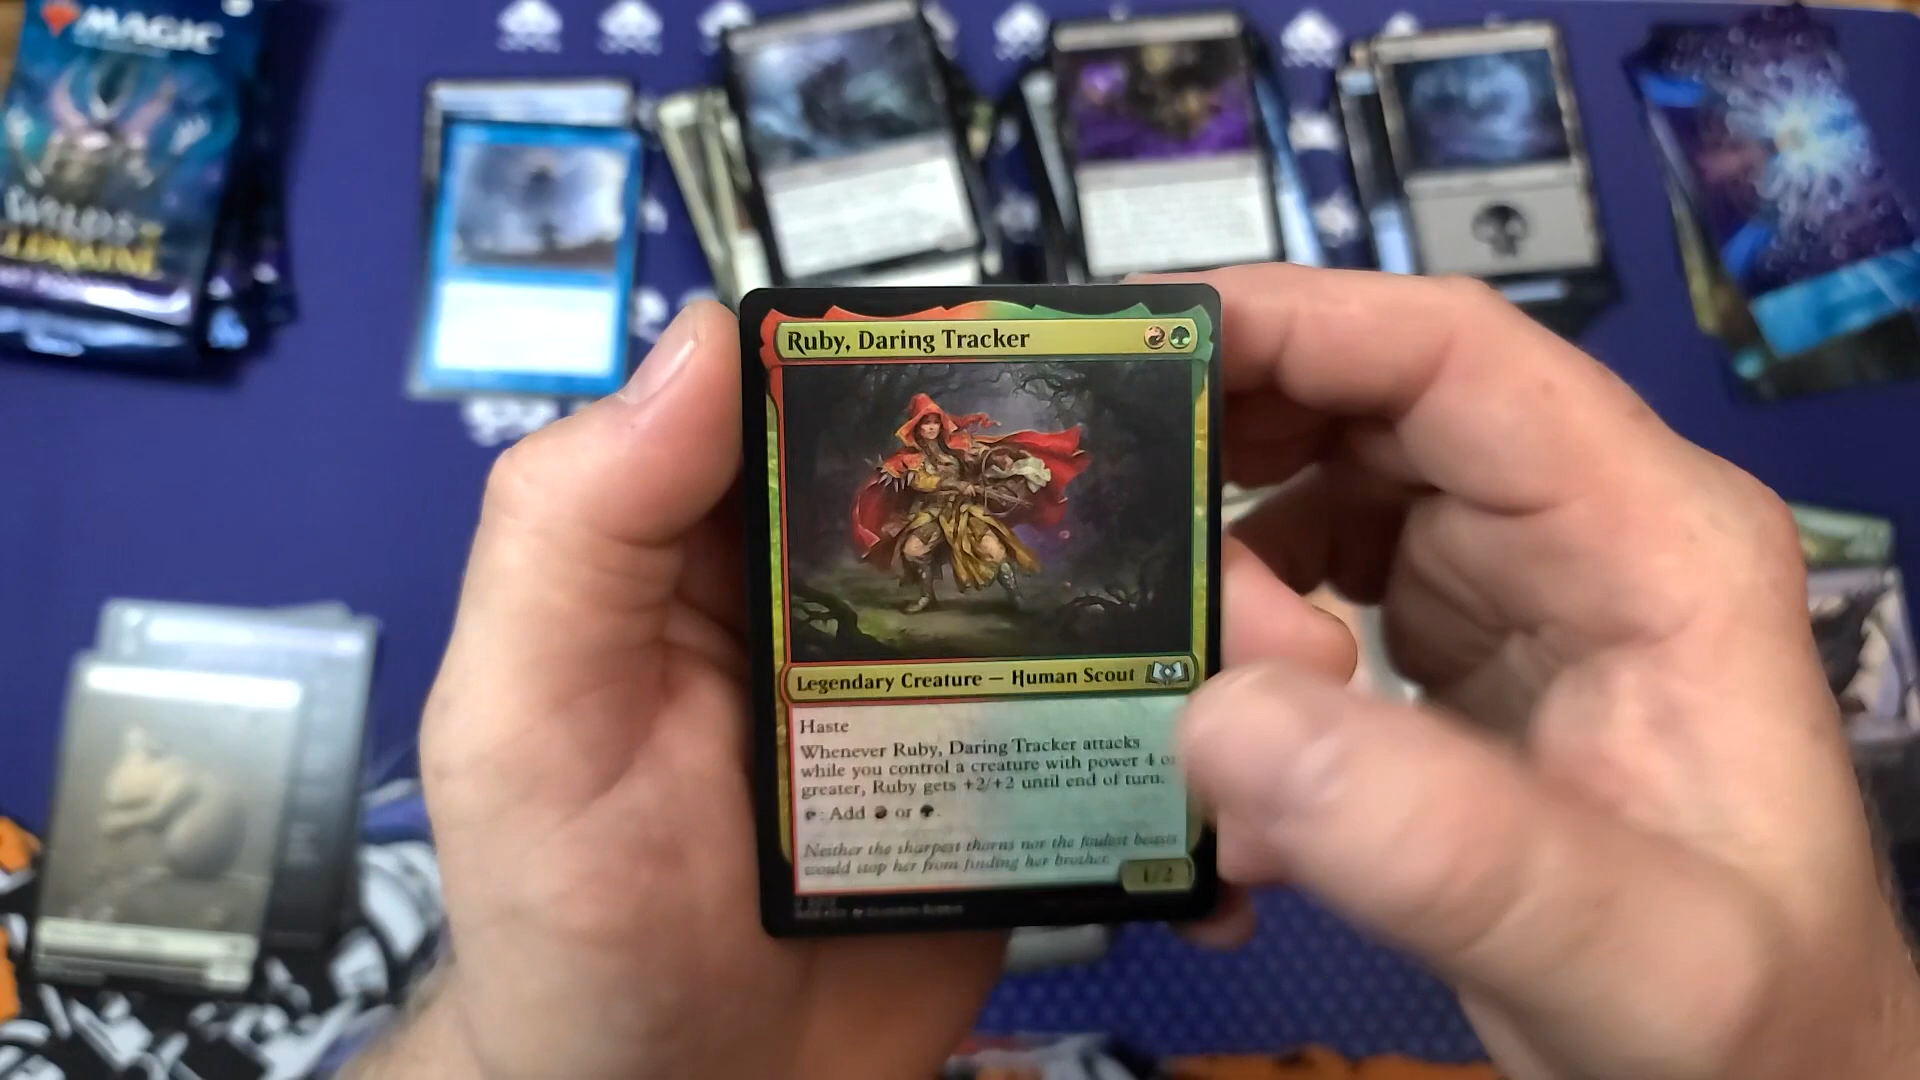 MAGIC
WILDS
ELDRAINE
Ruby, Daring Tracker
Legendary Creature — Human Scout
Haste
Whenever Ruby, Daring Tracker attacks
while you control a creature with power 4 or
greater, Ruby gets +2/+2 until end of turn.
: Add or .
Neither the sharpest thorns nor the foulest beasts
would stop her from finding her brother.
1/2